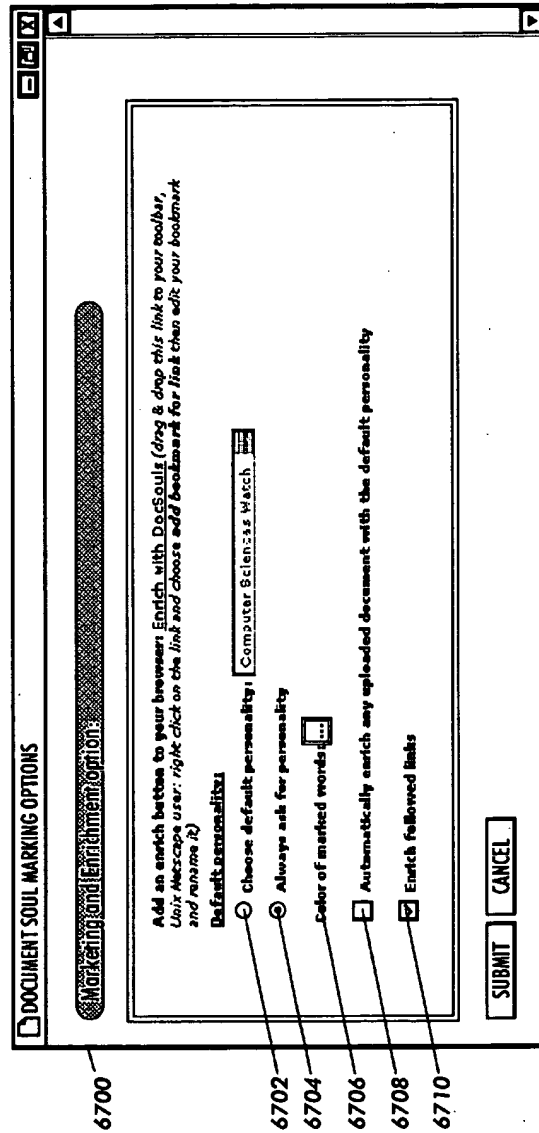 DOCUMENT SOUL MARKING OPTIONS
Marketing and Enrichment option:
Add an enrich button to your browser: Enrich with DocSouls (drag & drop this link to your toolbar,
Unix Netscape user: right click on the link and choose add bookmark for link then edit your bookmark
and rename it)
Default personality:
Choose default personality: Computer Sciences Watch
Always ask for personality
Color of marked words: ...
Automatically enrich any uploaded document with the default personality
Enrich followed links
SUBMIT CANCEL
6700
6702
6704
6706
6708
6710